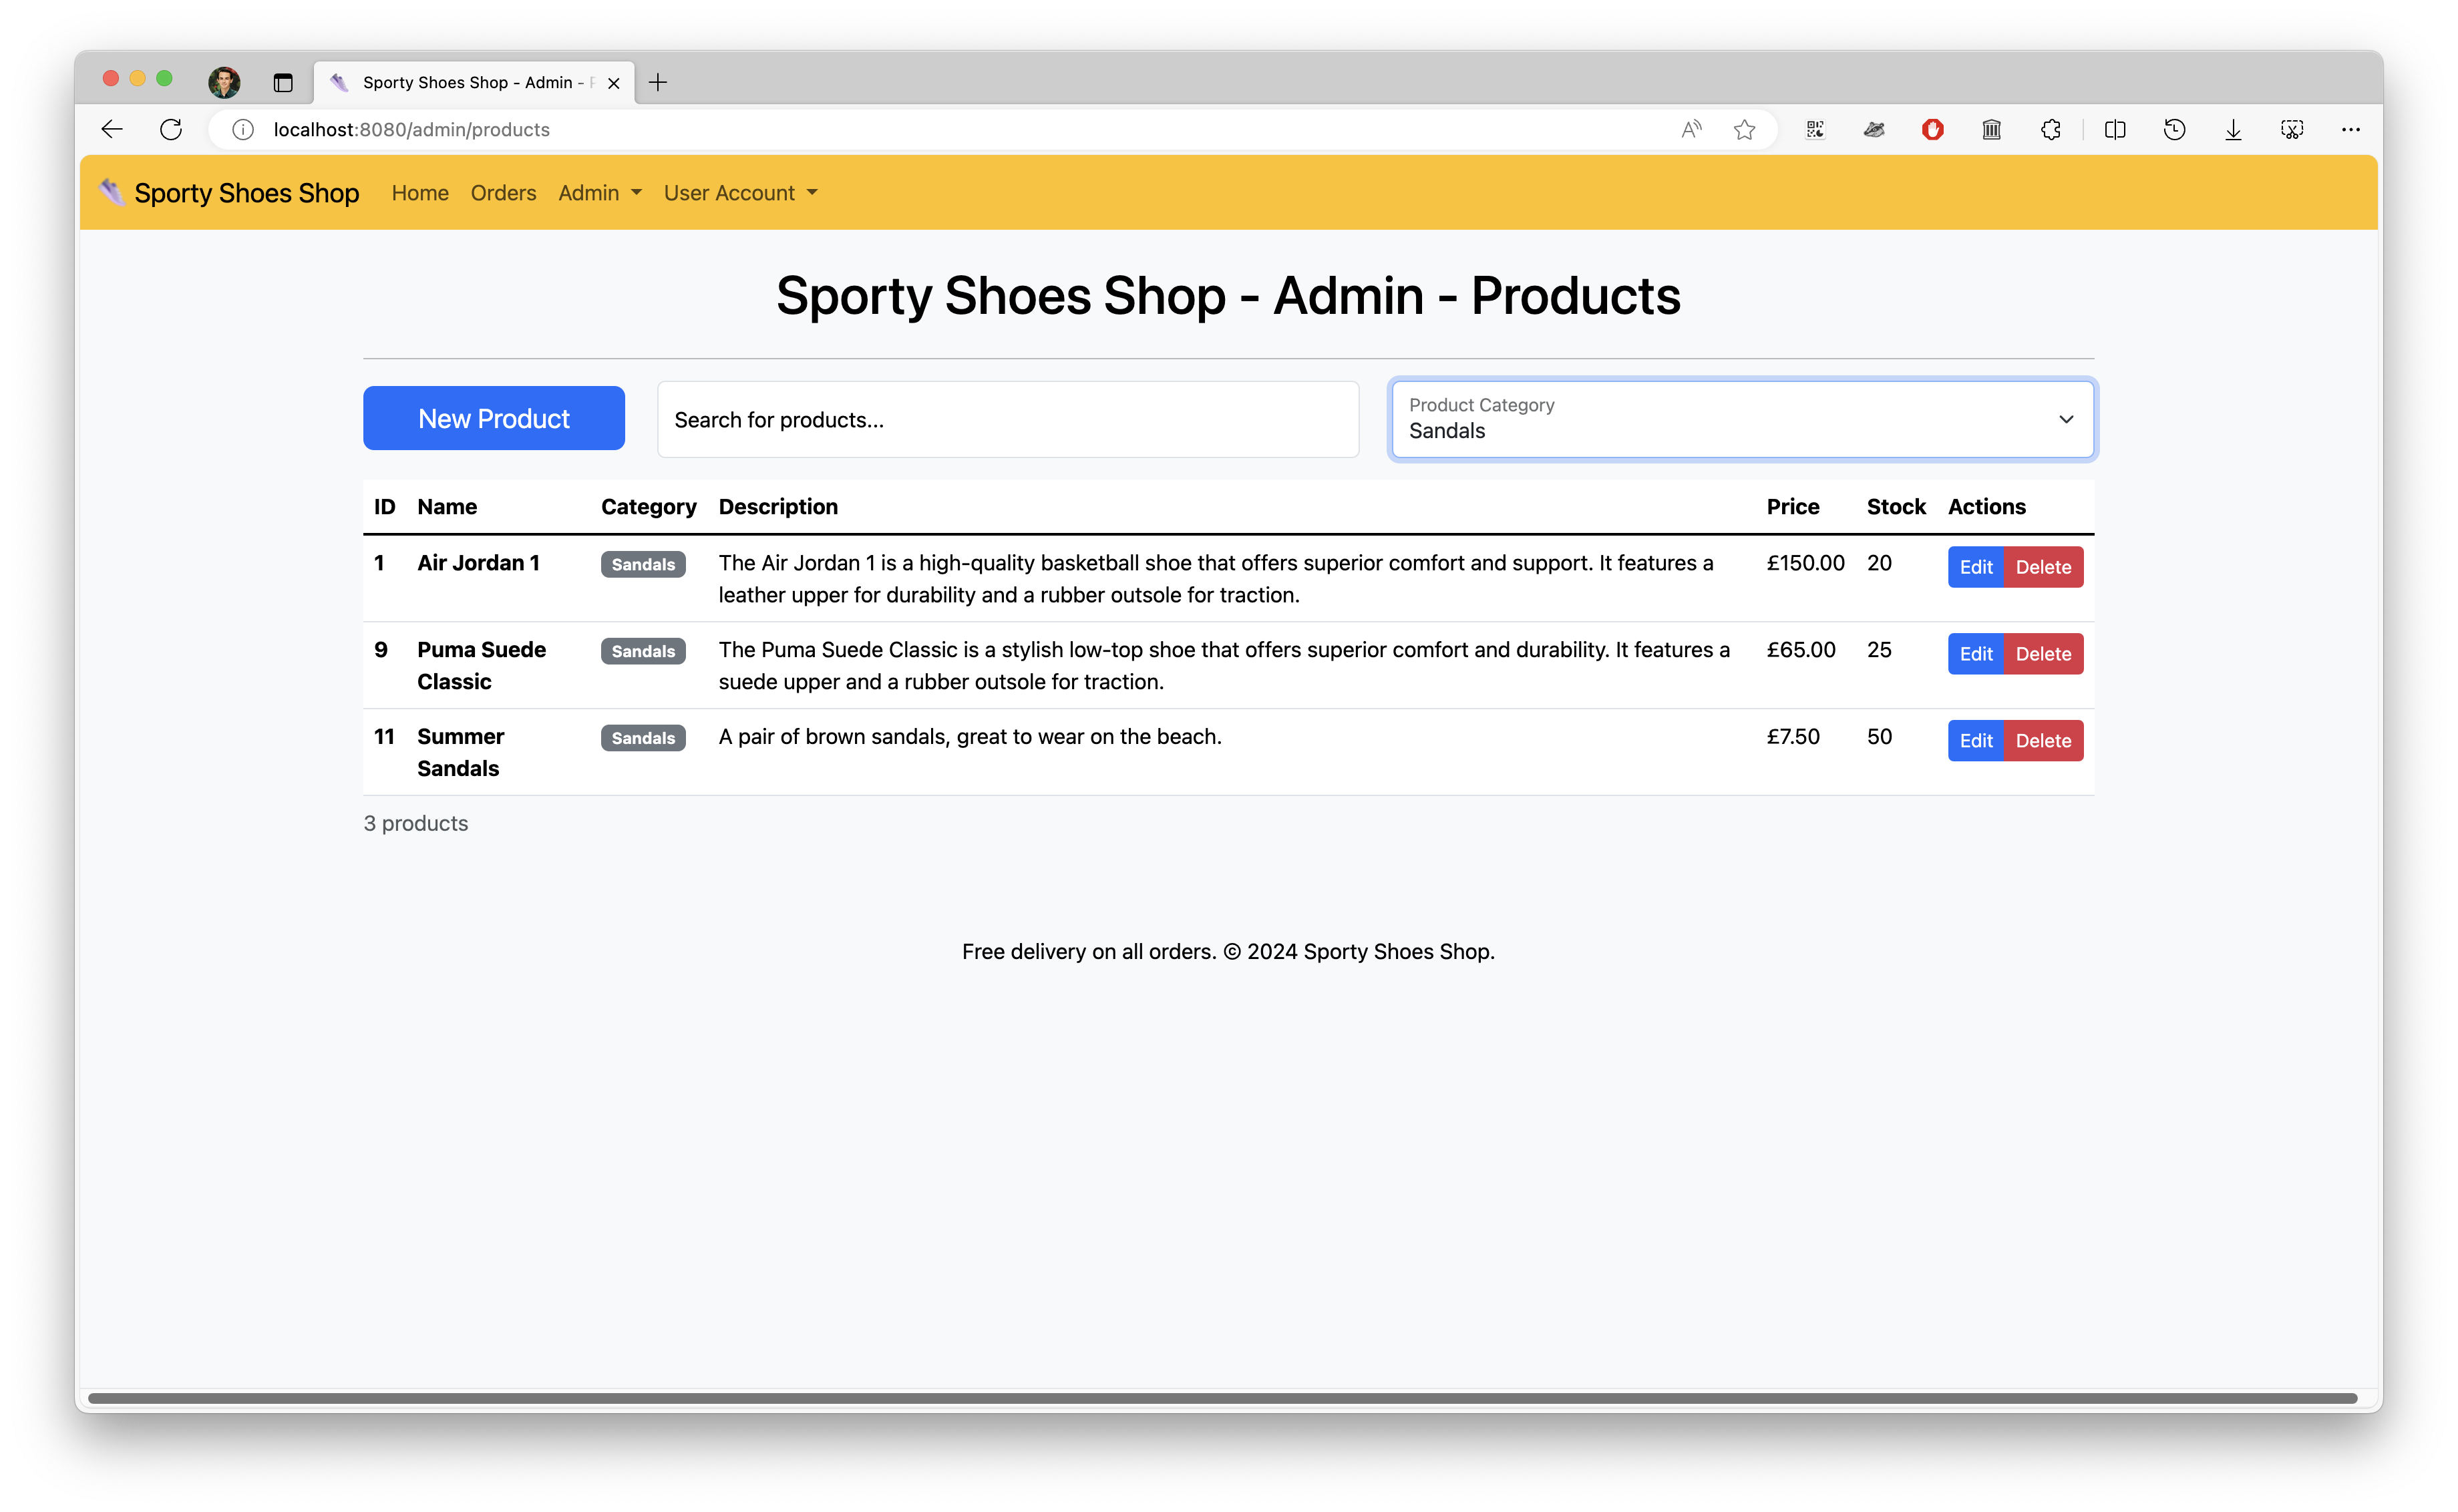 Sporty Shoes Shop - Admin -
localhost:8080/admin/products
Sporty Shoes Shop Home Orders Admin User Account
Sporty Shoes Shop - Admin - Products
New Product
Search for products...
Product Category
Sandals
ID Name Category Description Price Stock Actions
1 Air Jordan 1 Sandals The Air Jordan 1 is a high-quality basketball shoe that offers superior comfort and support. It features a £150.00 20 Edit Delete
leather upper for durability and a rubber outsole for traction.
9 Puma Suede Sandals The Puma Suede Classic is a stylish low-top shoe that offers superior comfort and durability. It features a £65.00 25 Edit Delete
Classic suede upper and a rubber outsole for traction.
11 Summer Sandals A pair of brown sandals, great to wear on the beach. £7.50 50 Edit Delete
Sandals
3 products
Free delivery on all orders. © 2024 Sporty Shoes Shop.